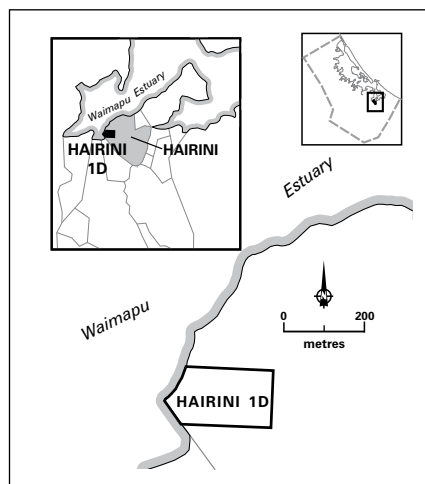 Waimapu Estuary
HAIRINI
1D
HAIRINI
Estuary
Waimapu
0 200
metres
HAIRINI 1D